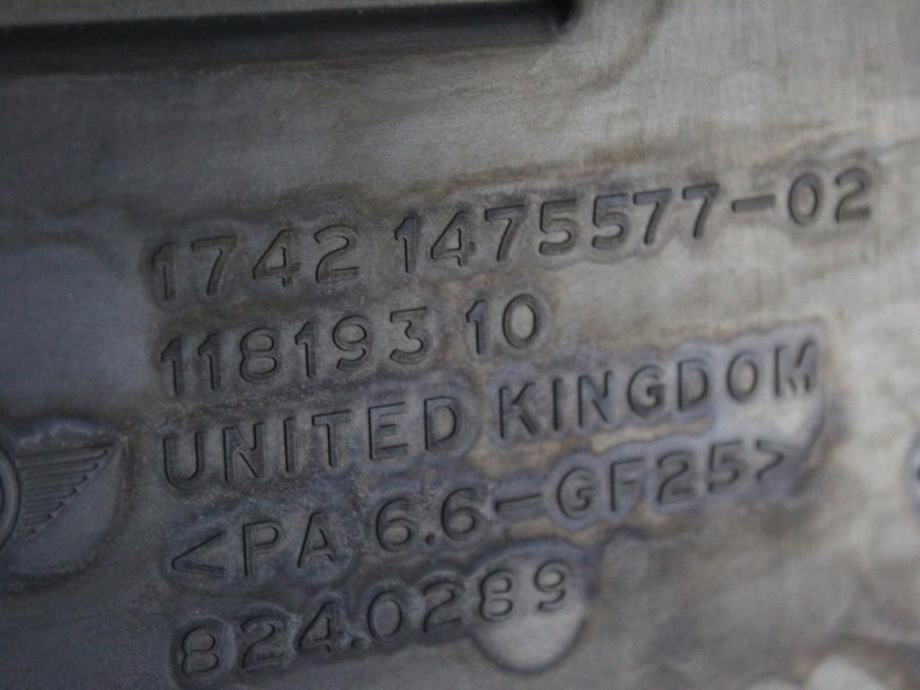 1742 1475577-02
118193 10
UNITED KINGDOM
<PA 6.6-GF25>
824.0289